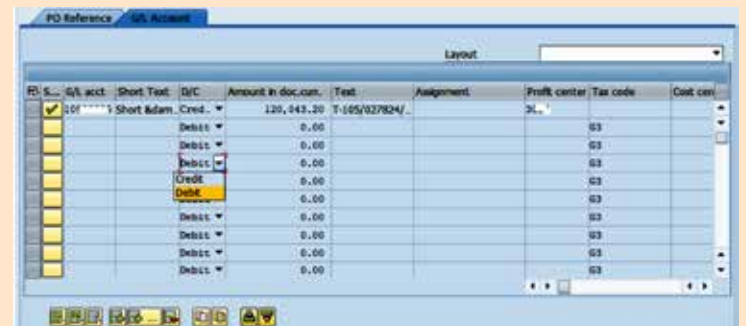 PO Reference G/L Account
Layout
S... G/L acct Short Text D/C Amount in doc.curr. Text Assignment Profit center Tax code Cost cen
Short &dam.. Cred.. 120,043.20 T-105/027824/..
Debit 0.00 G3
Debit 0.00 G3
Debit 0.00 G3
Credit 0.00 G3
Debit 0.00 G3
Debit 0.00 G3
Debit 0.00 G3
Debit 0.00 G3
Debit 0.00 G3